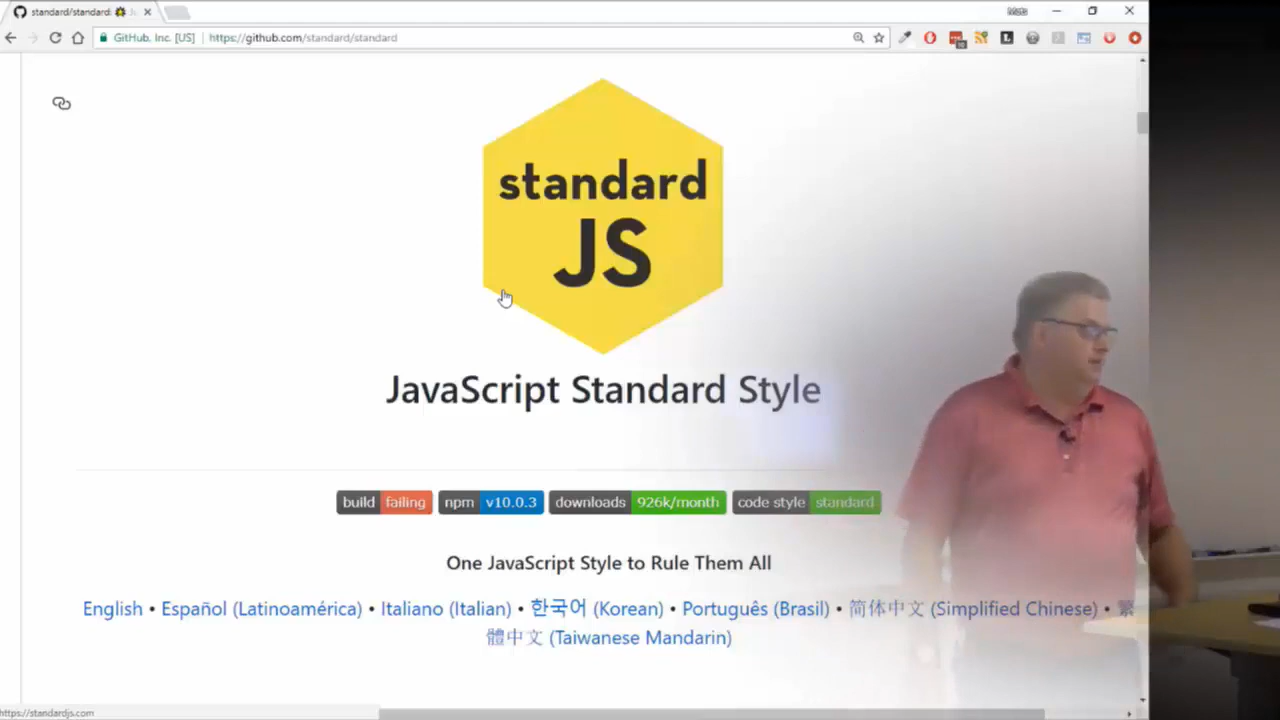 standard/standard:
Mats
GitHub, Inc. [US] | https://github.com/standard/standard
standard
JS
JavaScript Standard Style
build failing npm v10.0.3 downloads 926k/month code style standard
One JavaScript Style to Rule Them All
English • Español (Latinoamérica) • Italiano (Italian) • 한국어 (Korean) • Português (Brasil) • 简体中文 (Simplified Chinese) • 繁
體中文 (Taiwanese Mandarin)
https://standardjs.com